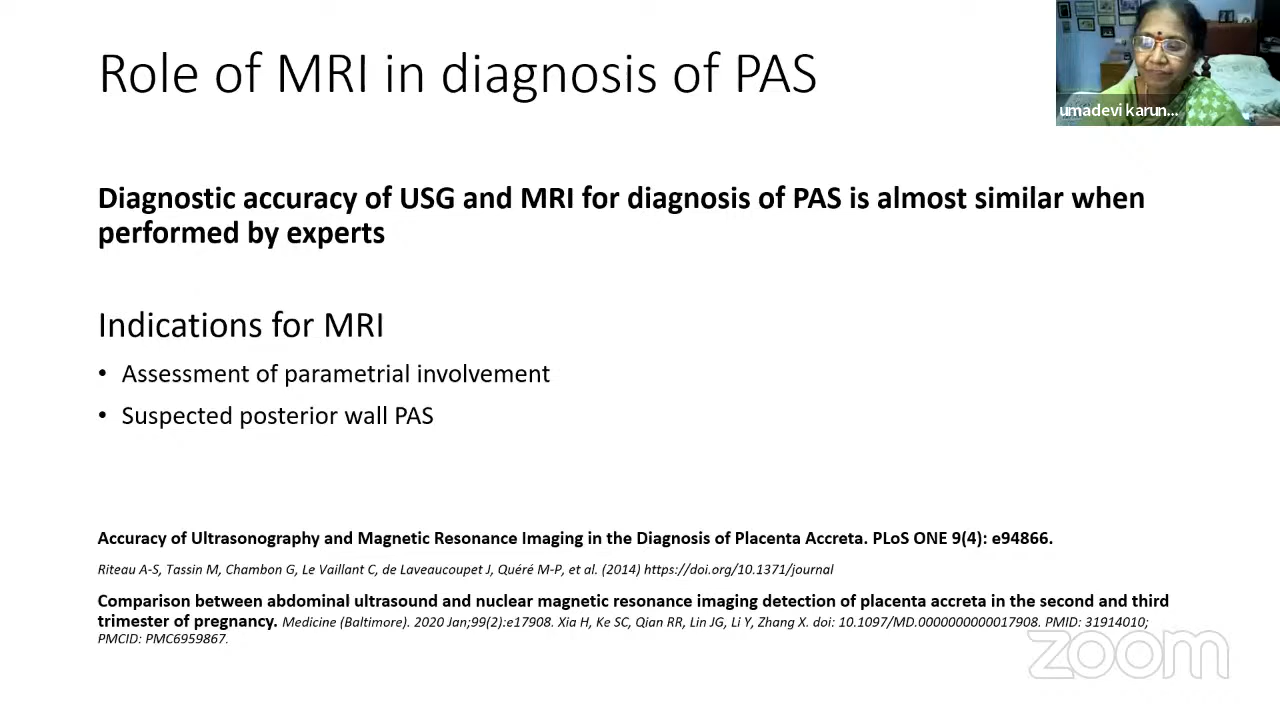 Role of MRI in diagnosis of PAS
umadevi karun...
Diagnostic accuracy of USG and MRI for diagnosis of PAS is almost similar when
performed by experts
Indications for MRI
• Assessment of parametrial involvement
• Suspected posterior wall PAS
Accuracy of Ultrasonography and Magnetic Resonance Imaging in the Diagnosis of Placenta Accreta. PLoS ONE 9(4): e94866.
Riteau A-S, Tassin M, Chambon G, Le Vaillant C, de Laveaucoupet J, Quéré M-P, et al. (2014) https://doi.org/10.1371/journal
Comparison between abdominal ultrasound and nuclear magnetic resonance imaging detection of placenta accreta in the second and third
trimester of pregnancy. Medicine (Baltimore). 2020 Jan;99(2):e17908. Xia H, Ke SC, Qian RR, Lin JG, Li Y, Zhang X. doi: 10.1097/MD.0000000000017908. PMID: 31914010;
PMCID: PMC6959867.
zoom